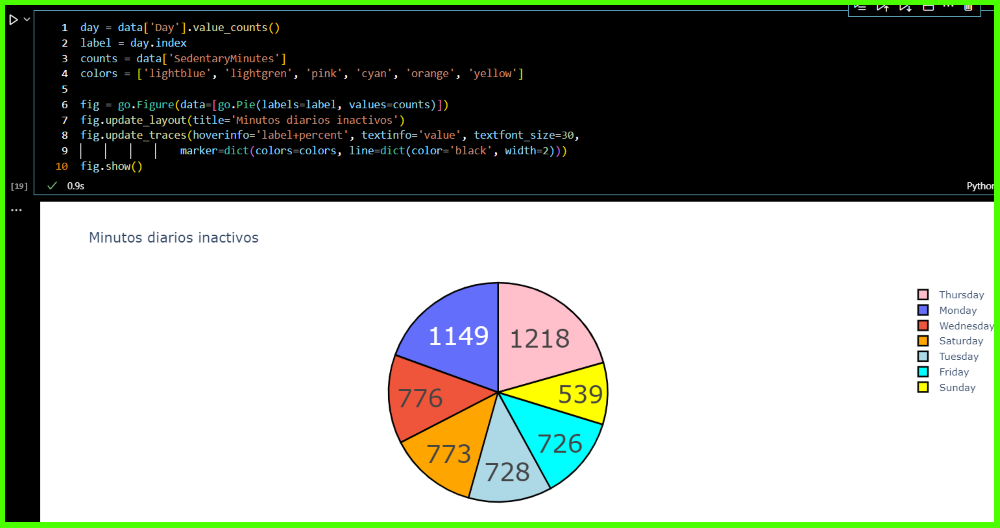 1 day = data['Day'].value_counts()
2 label = day.index
3 counts = data['SedentaryMinutes']
4 colors = ['lightblue', 'lightgren', 'pink', 'cyan', 'orange', 'yellow']
5
6 fig = go.Figure(data=[go.Pie(labels=label, values=counts)])
7 fig.update_layout(title='Minutos diarios inactivos')
8 fig.update_traces(hoverinfo='label+percent', textinfo='value', textfont_size=30,
9 marker=dict(colors=colors, line=dict(color='black', width=2)))
10 fig.show()
[19] 0.9s Python
Minutos diarios inactivos
1149
1218
776
539
773
726
728
Thursday
Monday
Wednesday
Saturday
Tuesday
Friday
Sunday